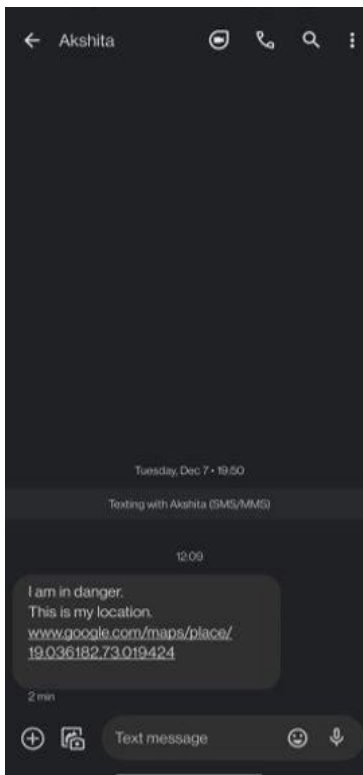 Akshita
Tuesday, Dec 7 • 19:50
Texting with Akshita (SMS/MMS)
12:09
I am in danger.
This is my location.
www.google.com/maps/place/
19.036182,73.019424
2 min
Text message